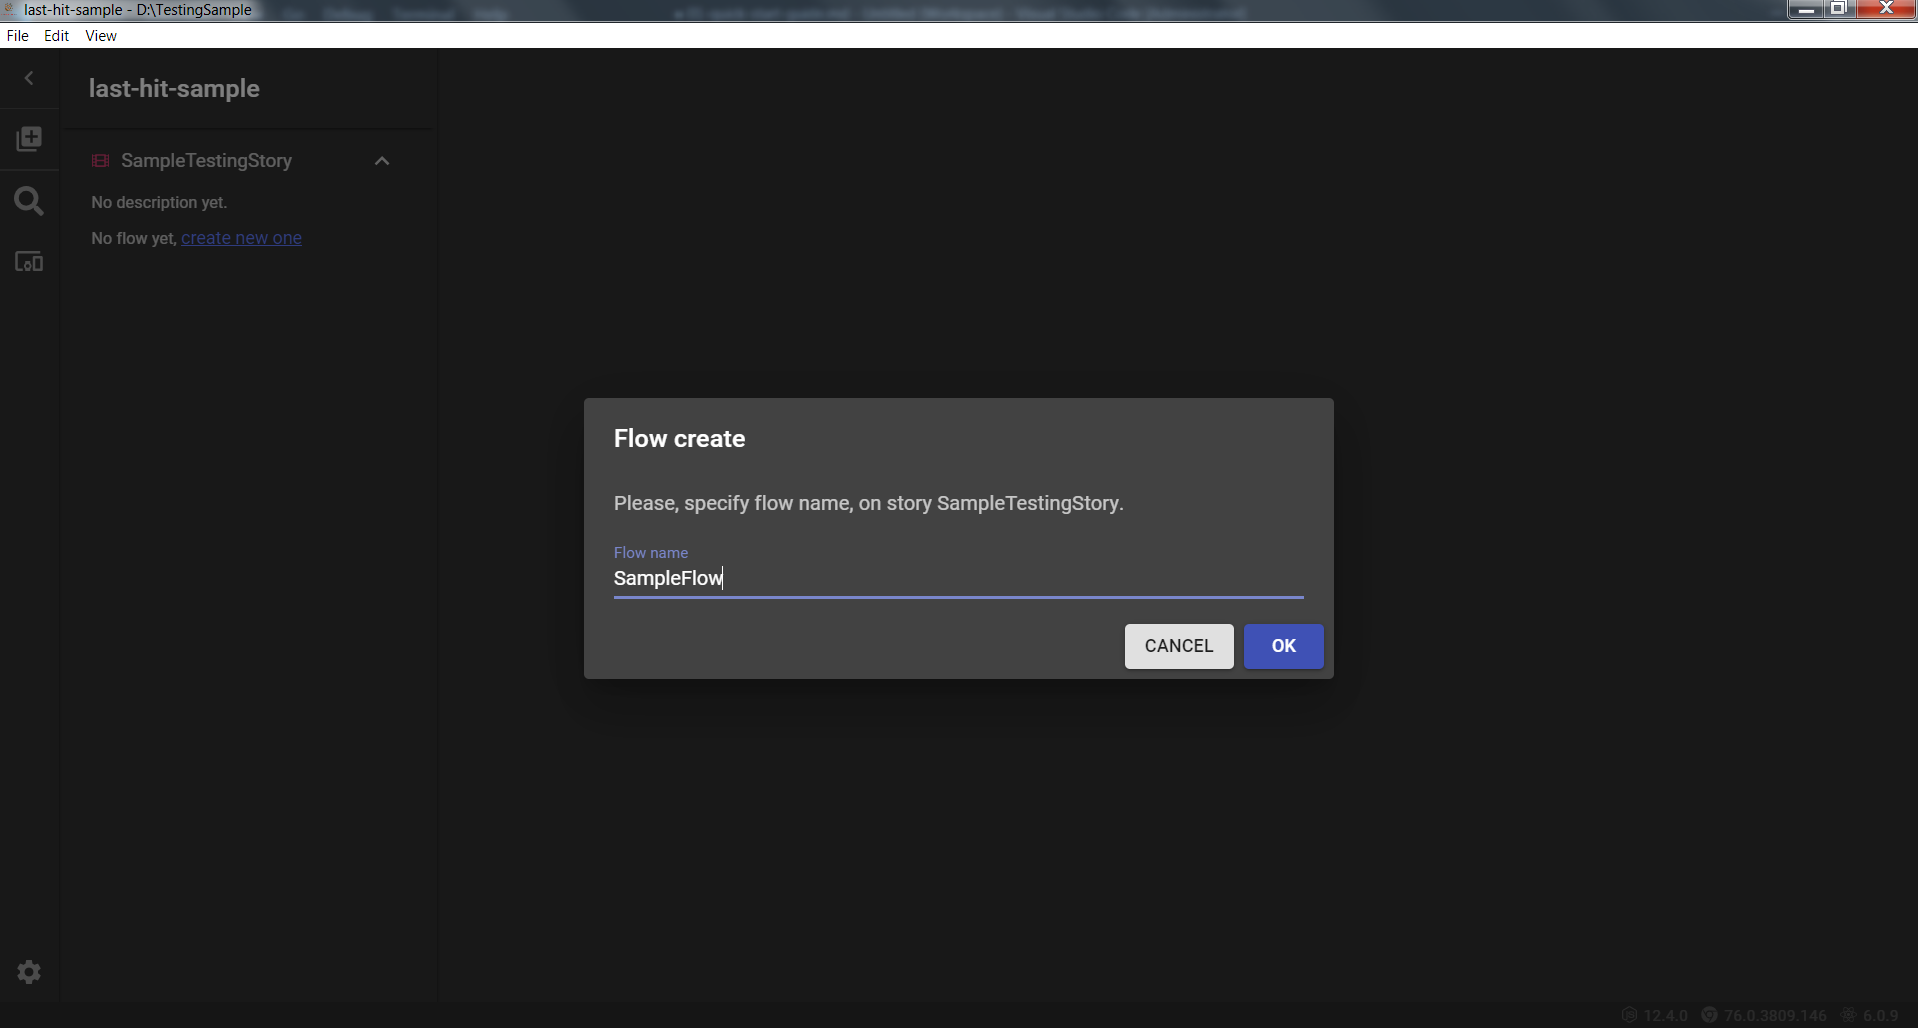 last-hit-sample - D:\TestingSample
File Edit View
last-hit-sample
SampleTestingStory
No description yet.
No flow yet, create new one
Flow create
Please, specify flow name, on story SampleTestingStory.
Flow name
SampleFlow
CANCEL OK
12.4.0 76.0.3809.146 6.0.9